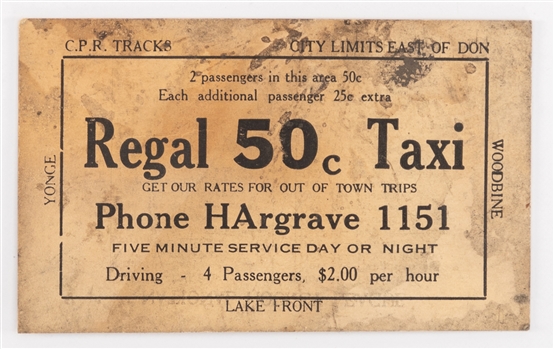 C.P.R. TRACKS CITY LIMITS EAST OF DON
2 passengers in this area 50c
Each additional passenger 25c extra
Regal 50c Taxi
GET OUR RATES FOR OUT OF TOWN TRIPS
Phone HArgrave 1151
FIVE MINUTE SERVICE DAY OR NIGHT
Driving - 4 Passengers, $2.00 per hour
YONGE
WOODBINE
LAKE FRONT